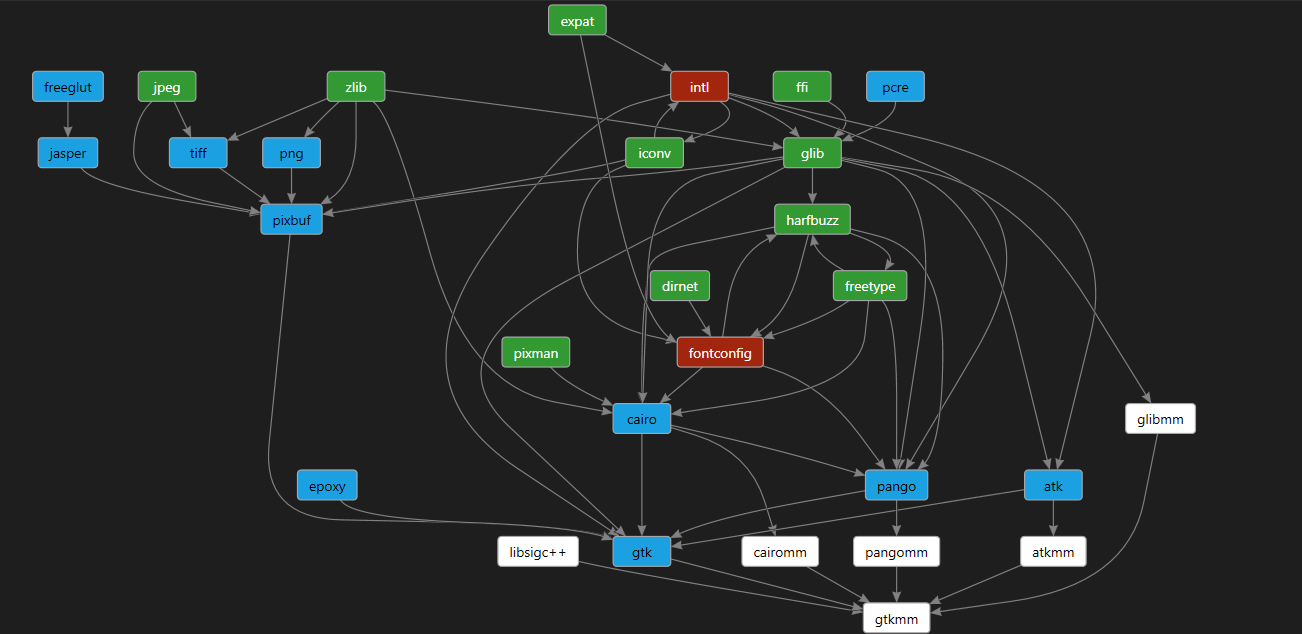 expat
freeglut
jpeg
zlib
intl
ffi
pcre
jasper
tiff
png
iconv
glib
pixbuf
harfbuzz
dirnet
freetype
pixman
fontconfig
cairo
glibmm
epoxy
pango
atk
libsigc++
gtk
cairomm
pangomm
atkmm
gtkmm